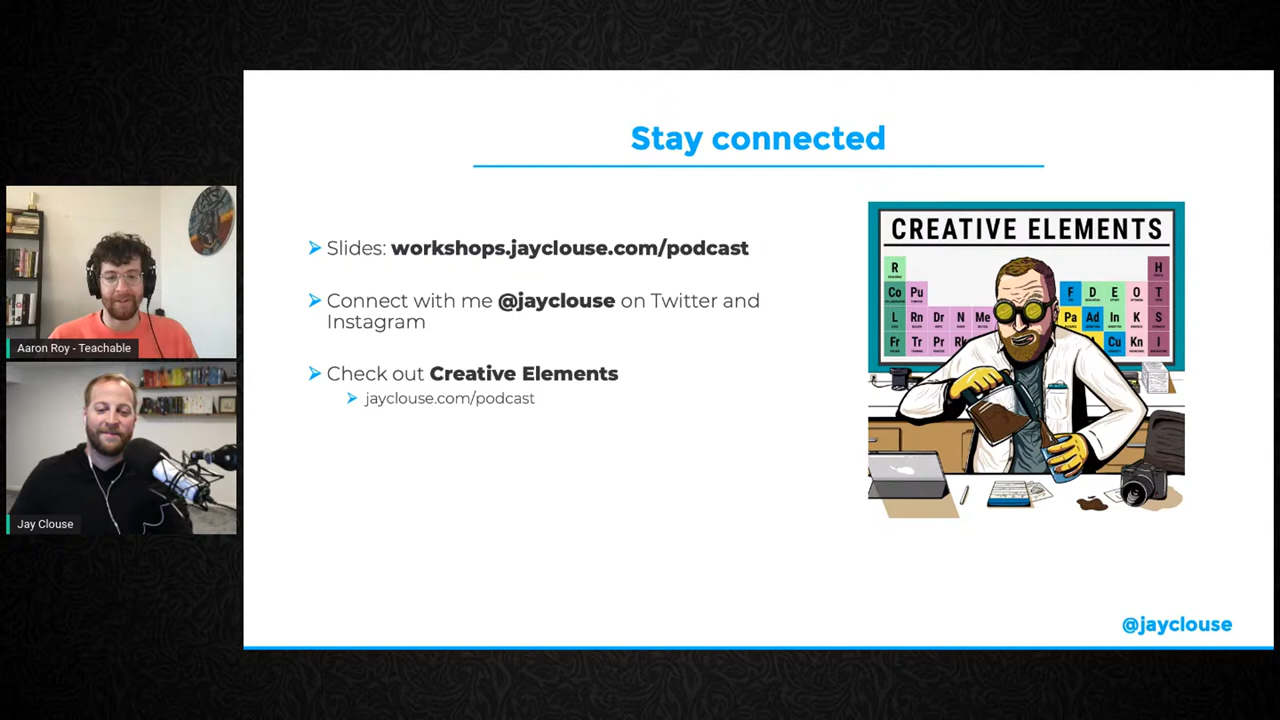 Stay connected
Slides: workshops.jayclouse.com/podcast
Connect with me @jayclouse on Twitter and
Instagram
Check out Creative Elements
jayclouse.com/podcast
CREATIVE ELEMENTS
R H
Co Pu F D E O T
L Rn Dr N Me Pa Ad In K S
Fr Tr Pr Cu Kn I
@jayclouse
Aaron Roy - Teachable
Jay Clouse